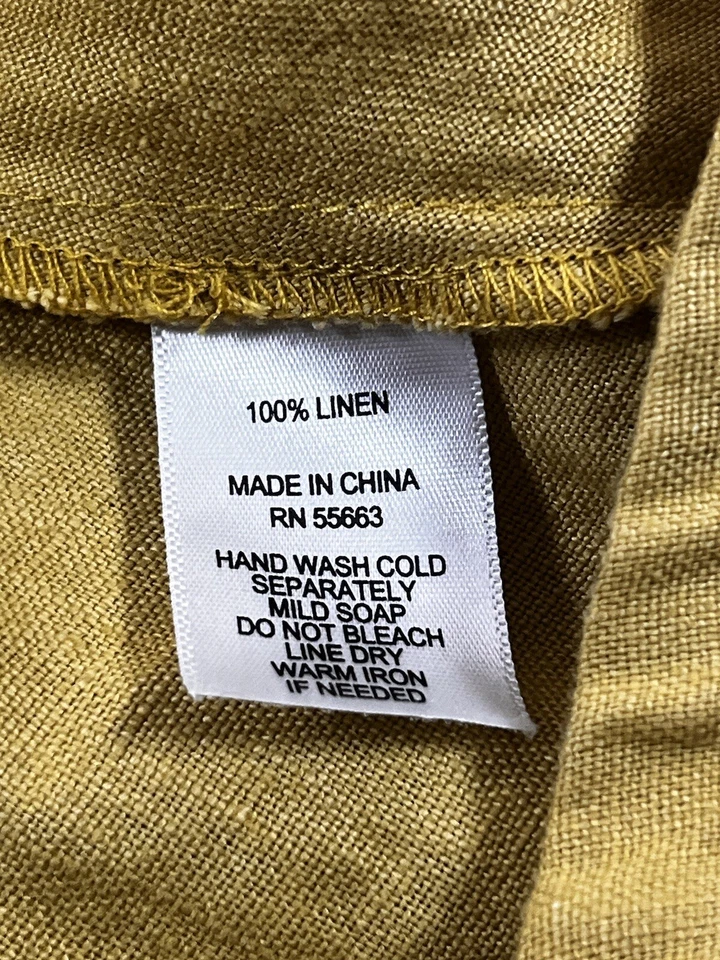 100% LINEN
MADE IN CHINA
RN 55663
HAND WASH COLD
SEPARATELY
MILD SOAP
DO NOT BLEACH
LINE DRY
WARM IRON
IF NEEDED